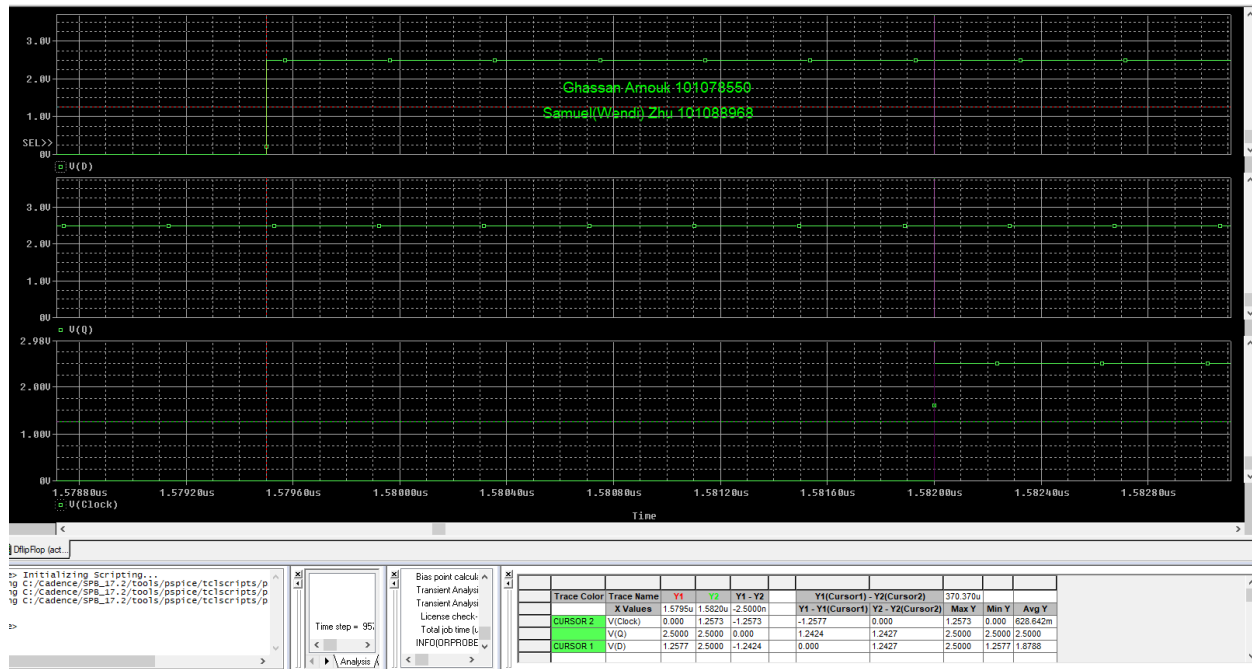 3.0V
2.0V
1.0V
SEL>>
0V
V(D)
Ghassan Arnouk 101078550
Samuel(Wendi) Zhu 101088968
3.0V
2.0V
1.0V
0V
V(Q)
2.98V
2.00V
1.00V
0V
1.57880us 1.57920us 1.57960us 1.58000us 1.58040us 1.58080us 1.58120us 1.58160us 1.58200us 1.58240us 1.58280us
V(Clock)
Time
DflipFlop (act...
e> Initializing Scripting...
ng C:/Cadence/SPB_17.2/tools/pspice/tclscripts/p
ng C:/Cadence/SPB_17.2/tools/pspice/tclscripts/p
ng C:/Cadence/SPB_17.2/tools/pspice/tclscripts/p
e>
Time step = 957
Analysis
Bias point calcula
Transient Analysi
Transient Analysi
License check-
Total job time (u
INFO(ORPROBE
Trace Color Trace Name Y1 Y2 Y1 - Y2 Y1(Cursor1) - Y2(Cursor2) 370.370u
X Values 1.5795u 1.5820u -2.5000n Y1 - Y1(Cursor1) Y2 - Y2(Cursor2) Max Y Min Y Avg Y
CURSOR 2 V(Clock) 0.000 1.2573 -1.2573 -1.2577 0.000 1.2573 0.000 628.642m
V(Q) 2.5000 2.5000 0.000 1.2424 1.2427 2.5000 2.5000 2.5000
CURSOR 1 V(D) 1.2577 2.5000 -1.2424 0.000 1.2427 2.5000 1.2577 1.8788